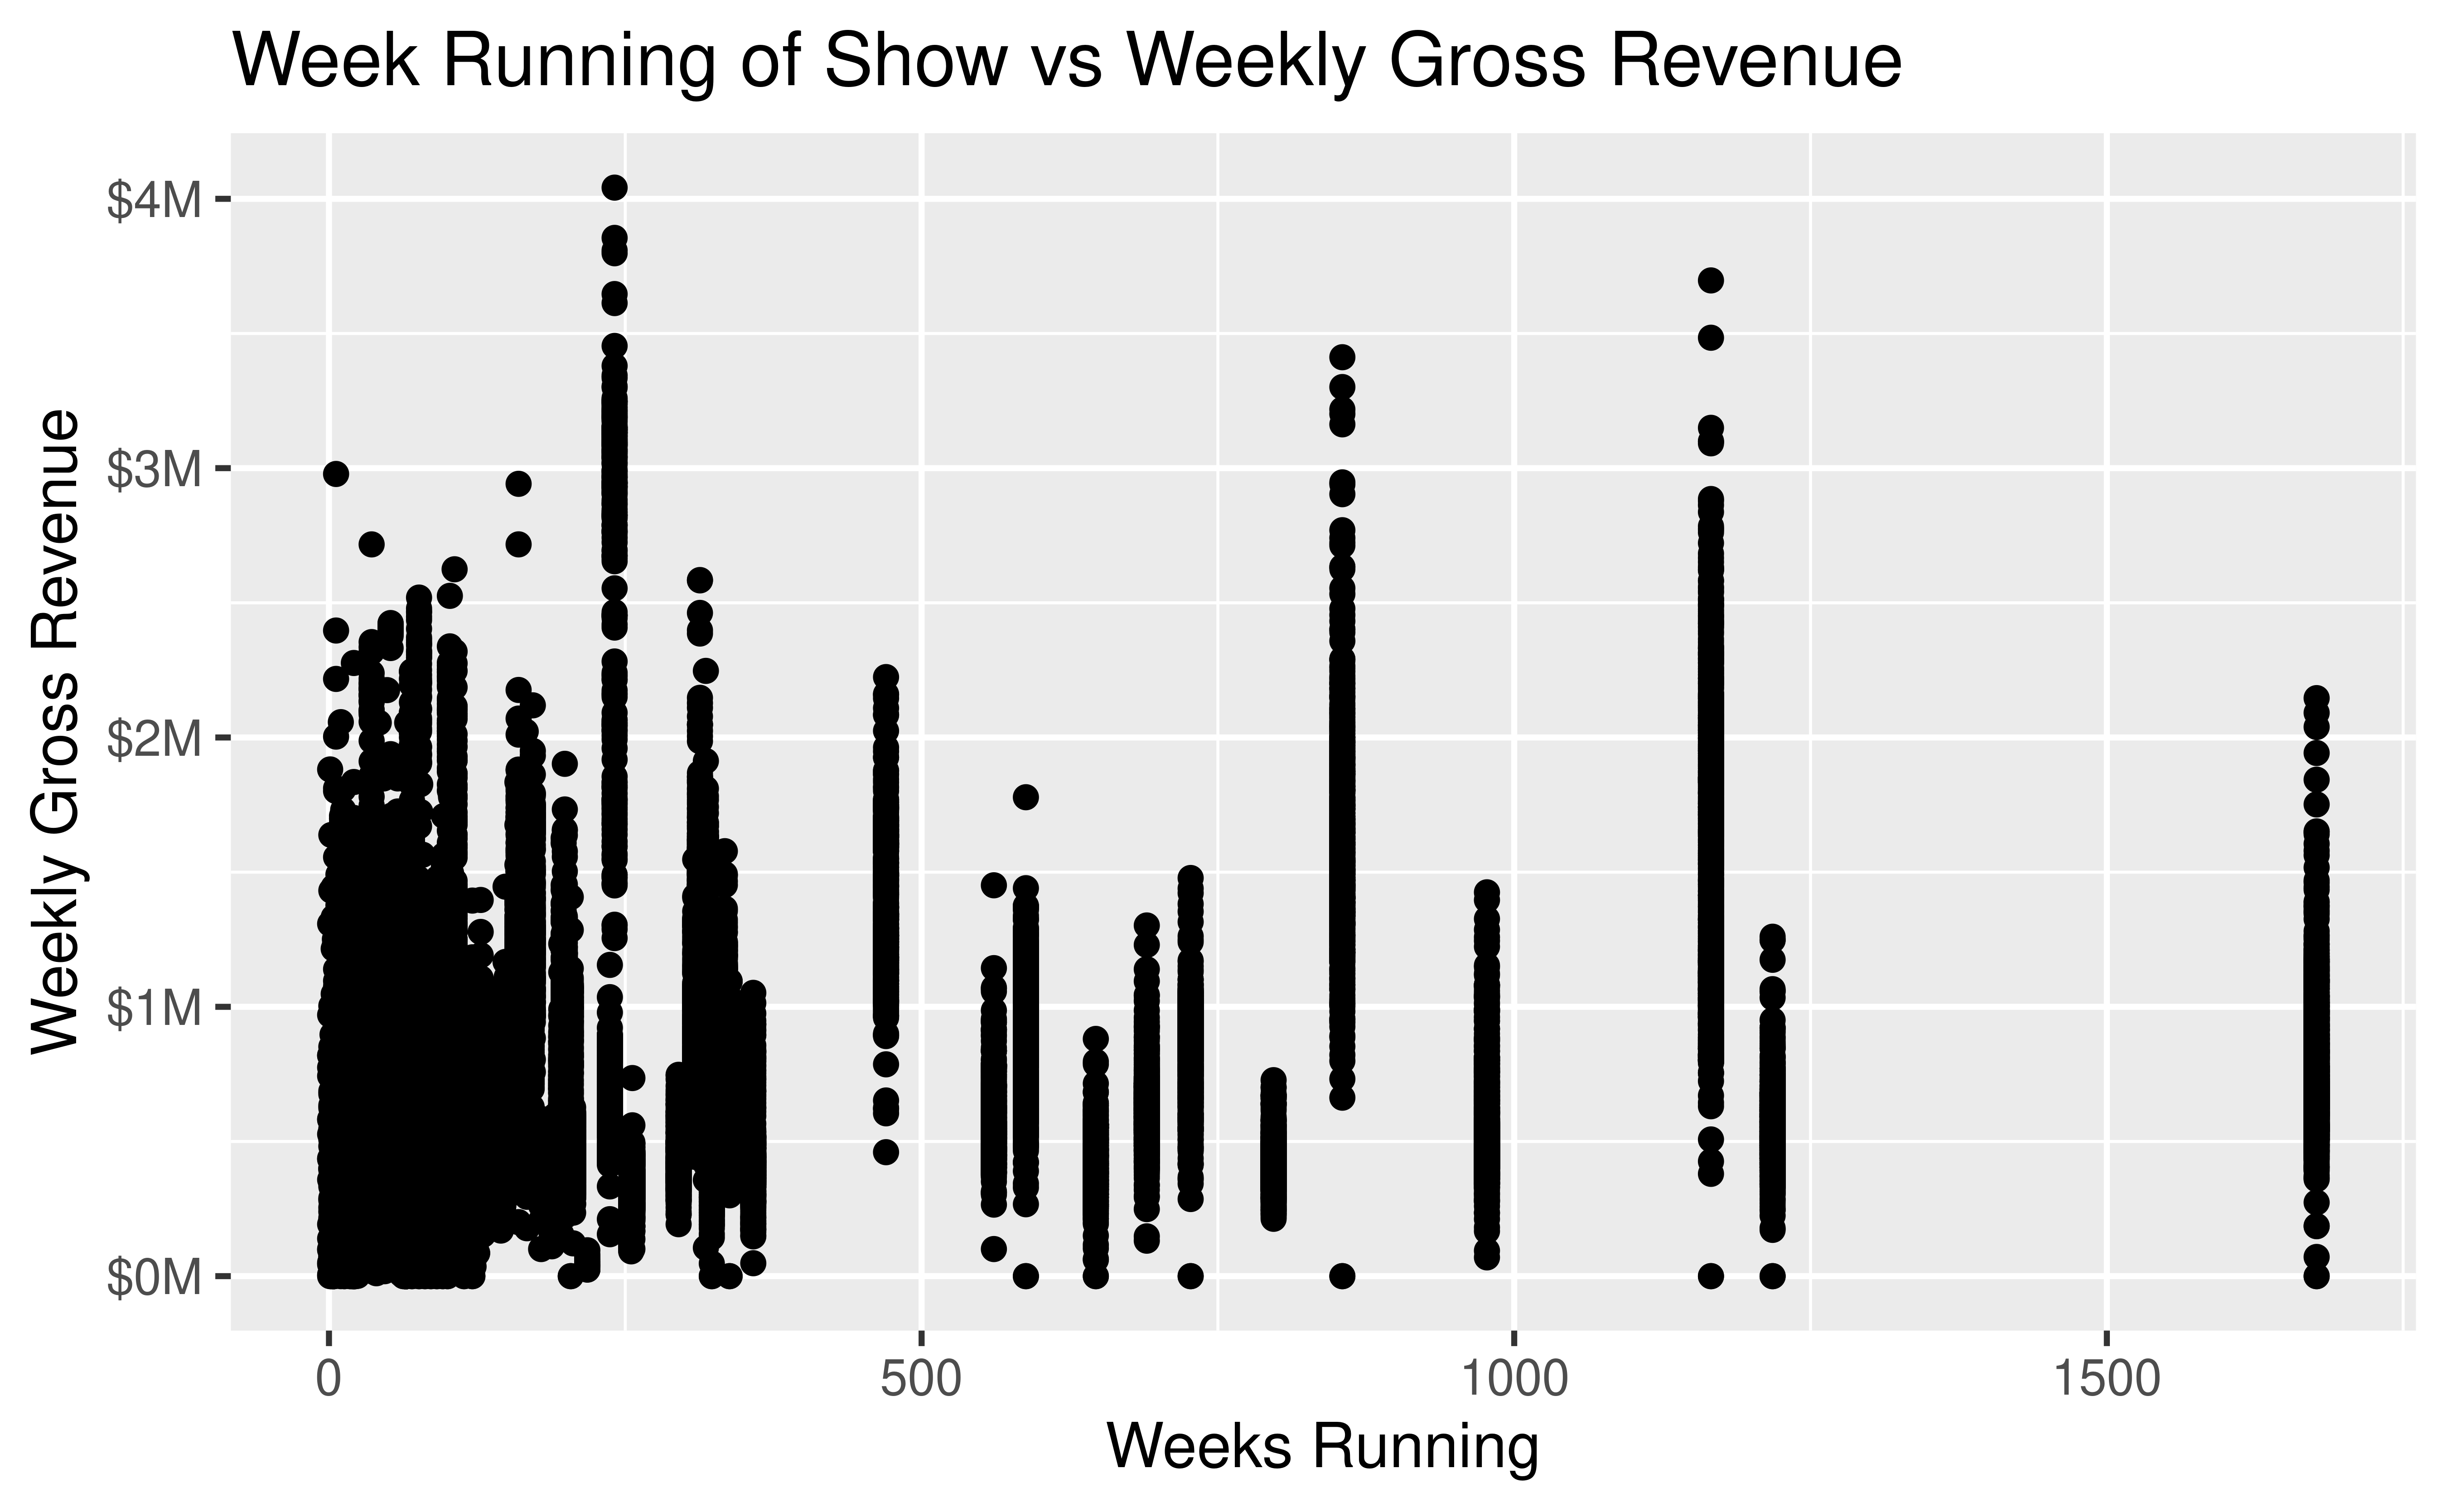 Week Running of Show vs Weekly Gross Revenue
Weekly Gross Revenue
$4M
$3M
$2M
$1M
$0M
0
500
1000
1500
Weeks Running